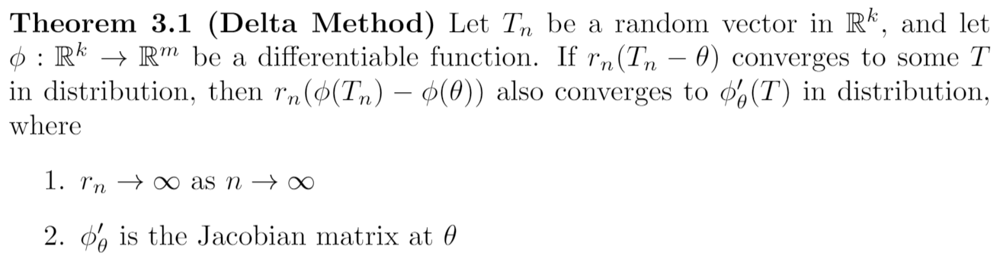 Theorem 3.1 (Delta Method) Let $T_n$ be a random vector in $\mathbb{R}^k$, and let
$\phi : \mathbb{R}^k \to \mathbb{R}^m$ be a differentiable function. If $r_n(T_n - \theta)$ converges to some $T$
in distribution, then $r_n(\phi(T_n) - \phi(\theta))$ also converges to $\phi'_\theta(T)$ in distribution,
where
1. $r_n \to \infty$ as $n \to \infty$
2. $\phi'_\theta$ is the Jacobian matrix at $\theta$